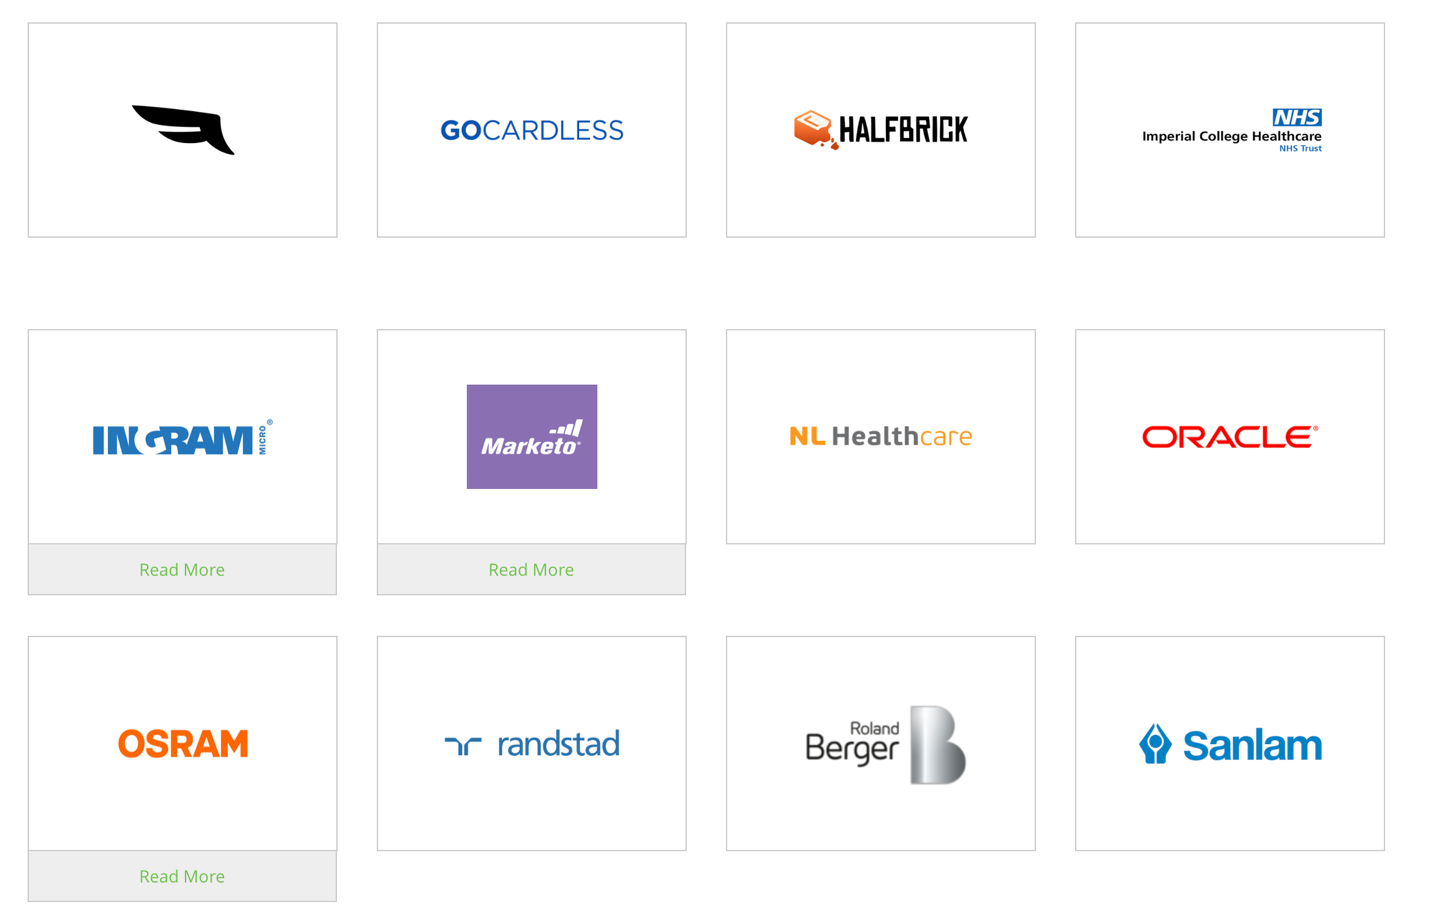 GOCARDLESS
HALFBRICK
NHS
Imperial College Healthcare
NHS Trust
INGRAM MICRO ®
Marketo®
NL Healthcare
ORACLE®
Read More
Read More
OSRAM
randstad
Roland
Berger
B
Sanlam
Read More